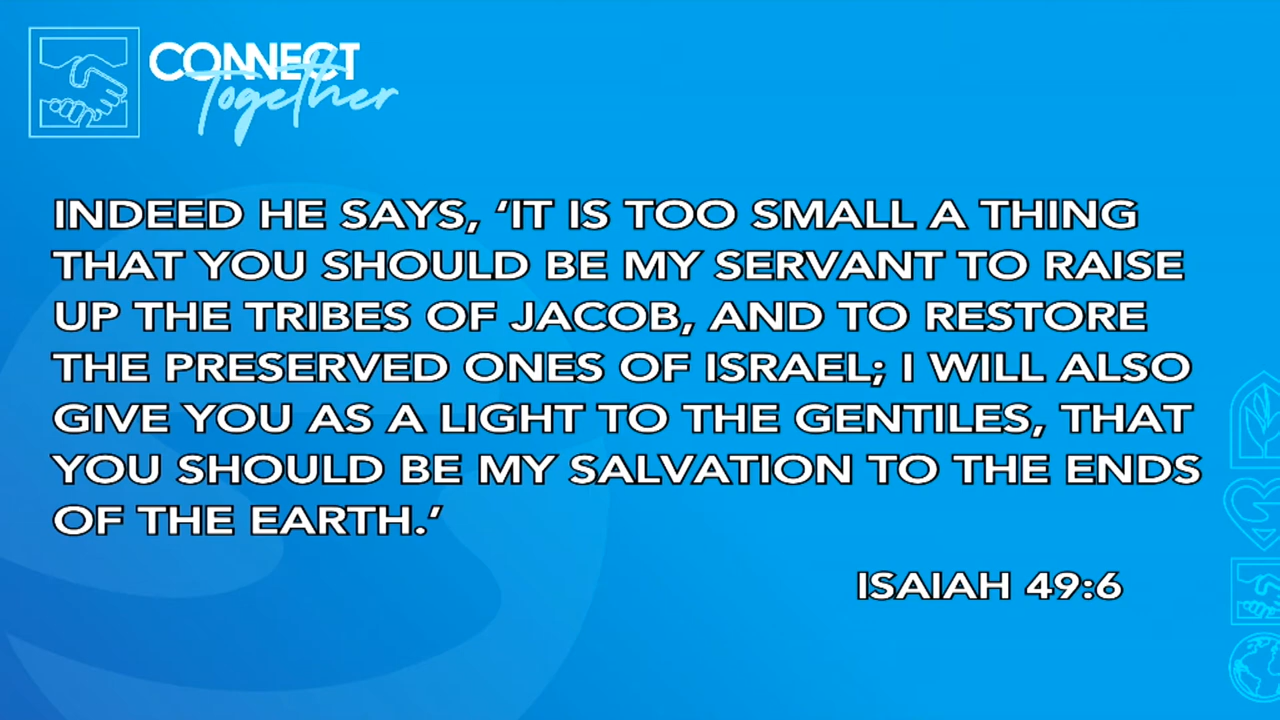 CONNECT
Together
INDEED HE SAYS, ‘IT IS TOO SMALL A THING
THAT YOU SHOULD BE MY SERVANT TO RAISE
UP THE TRIBES OF JACOB, AND TO RESTORE
THE PRESERVED ONES OF ISRAEL; I WILL ALSO
GIVE YOU AS A LIGHT TO THE GENTILES, THAT
YOU SHOULD BE MY SALVATION TO THE ENDS
OF THE EARTH.’
ISAIAH 49:6